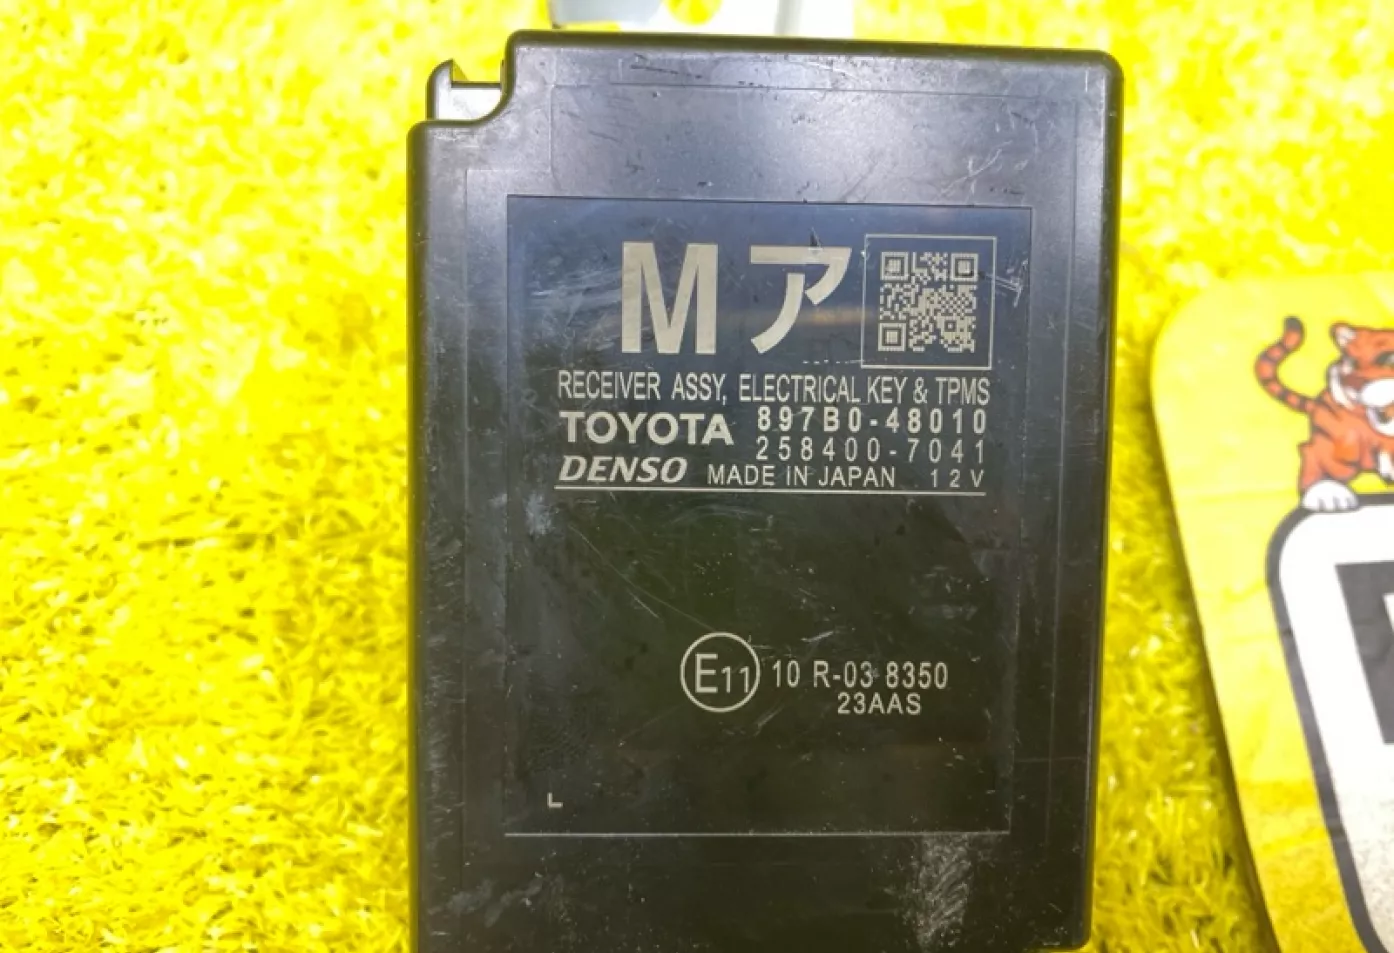 Mア
RECEIVER ASSY, ELECTRICAL KEY & TPMS
TOYOTA 897B0-48010
258400-7041
DENSO MADE IN JAPAN 12V
E11 10 R-03 8350
23AAS
L